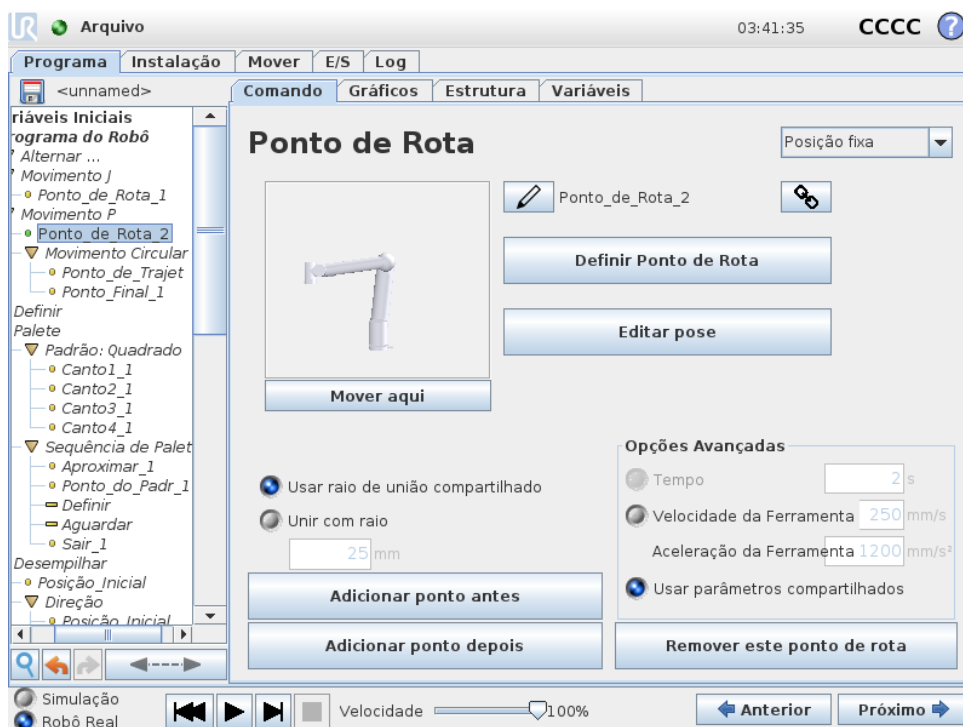 UR Arquivo 03:41:35 CCCC ?
Programa Instalação Mover E/S Log
<unnamed>
Comando Gráficos Estrutura Variáveis
riáveis Iniciais
rograma do Robô
Alternar ...
Movimento J
Ponto_de_Rota_1
Movimento P
Ponto_de_Rota_2
Movimento Circular
Ponto_de_Trajet
Ponto_Final_1
Definir
Palete
Padrão: Quadrado
Canto1_1
Canto2_1
Canto3_1
Canto4_1
Sequência de Palet
Aproximar_1
Ponto_do_Padr_1
Definir
Aguardar
Sair_1
Desempilhar
Posição_Inicial
Direção
Posição_Inicial
Ponto de Rota
Posição fixa
Ponto_de_Rota_2
Definir Ponto de Rota
Editar pose
Mover aqui
Usar raio de união compartilhado
Unir com raio
25 mm
Opções Avançadas
Tempo 2 s
Velocidade da Ferramenta 250 mm/s
Aceleração da Ferramenta 1200 mm/s²
Usar parâmetros compartilhados
Adicionar ponto antes
Adicionar ponto depois
Remover este ponto de rota
Simulação
Robô Real
Velocidade 100%
Anterior
Próximo